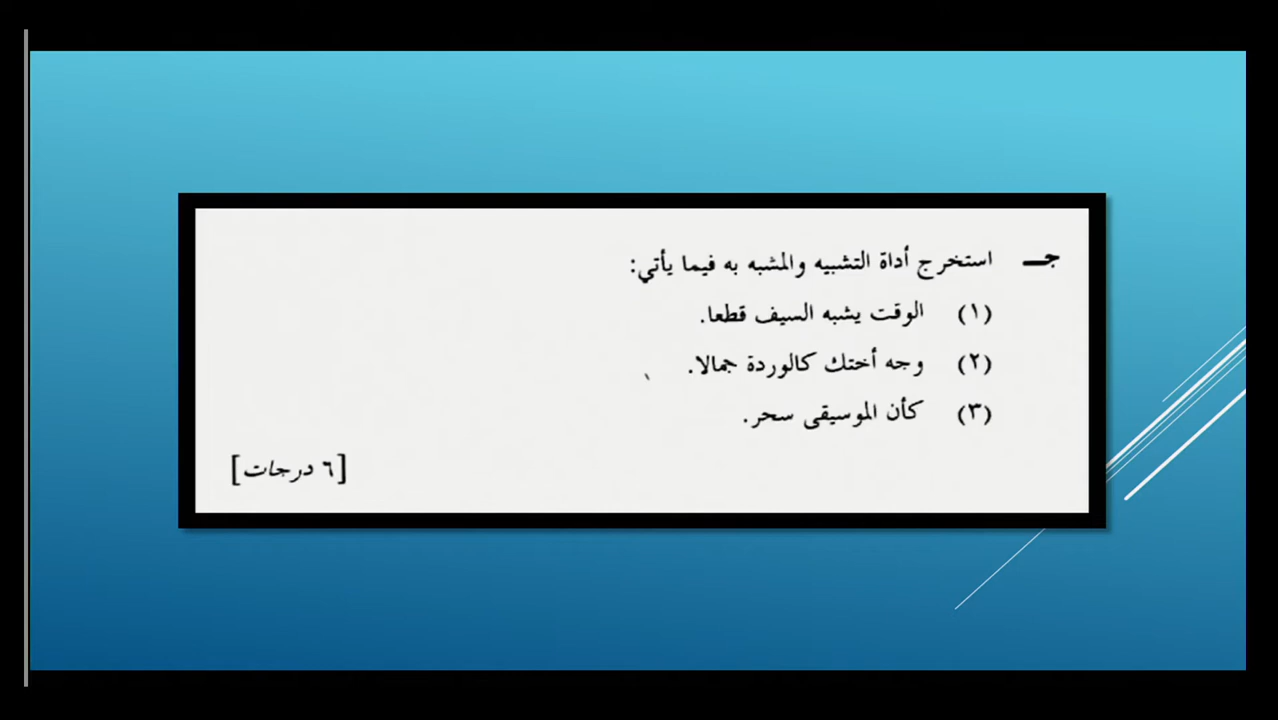 جـ استخرج أداة التشبيه والمشبه به فيما يأتي:
(١) الوقت يشبه السيف قطعا.
(٢) وجه أختك كالوردة جمالا.
(٣) كأن الموسيقى سحر.
[٦ درجات]